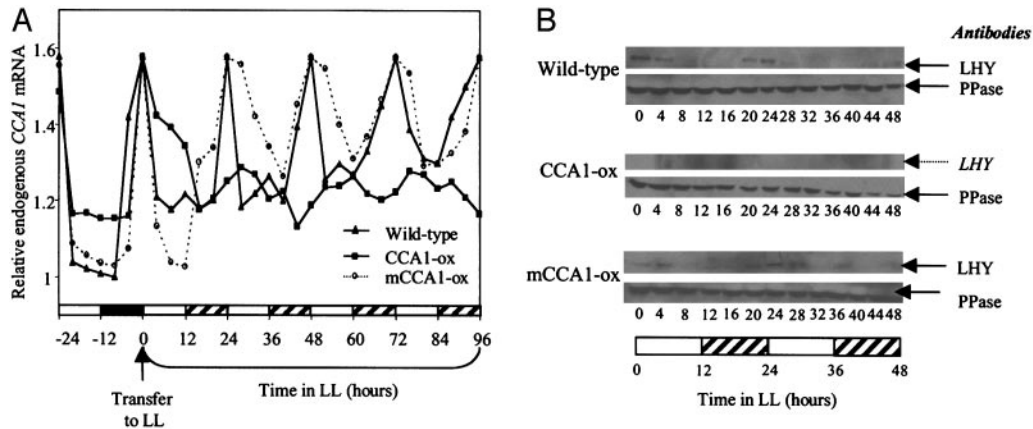 A
Relative endogenous CCA1 mRNA
1.6
1.4
1.2
1
Wild-type
CCA1-ox
mCCA1-ox
-24 -12 0 12 24 36 48 60 72 84 96
Transfer
to LL
Time in LL (hours)
B
Antibodies
Wild-type
LHY
PPase
0 4 8 12 16 20 24 28 32 36 40 44 48
CCA1-ox
LHY
PPase
0 4 8 12 16 20 24 28 32 36 40 44 48
mCCA1-ox
LHY
PPase
0 4 8 12 16 20 24 28 32 36 40 44 48
0 12 24 36 48
Time in LL (hours)